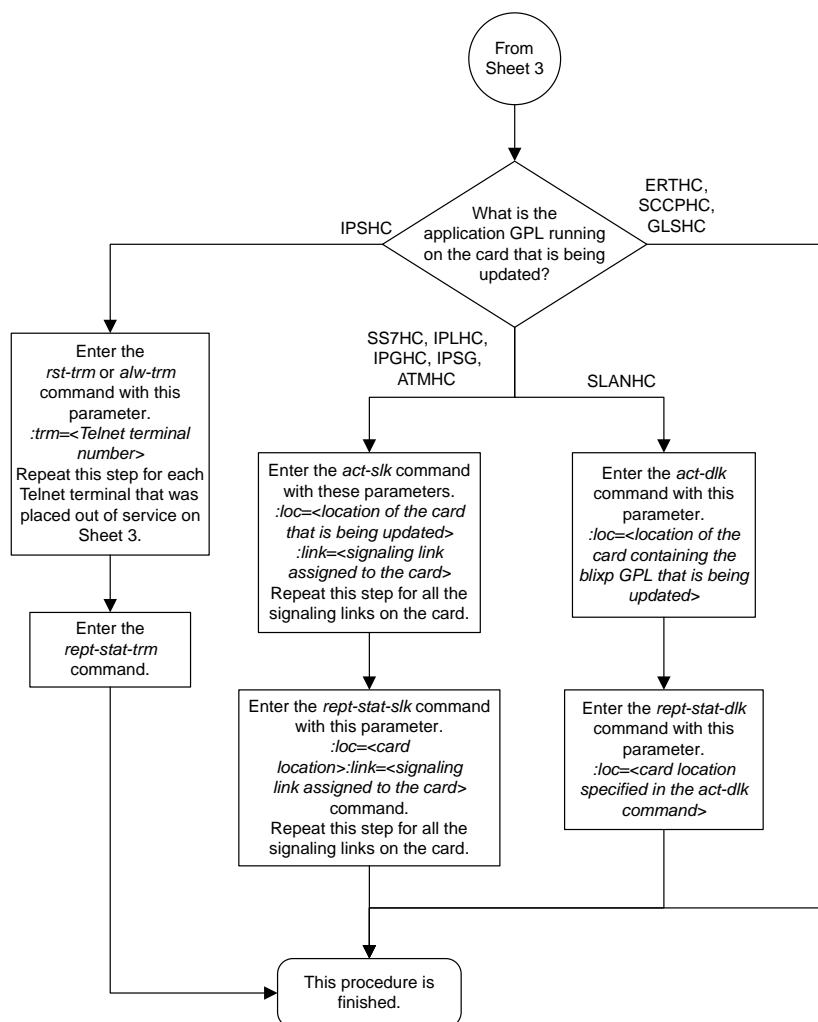 From
Sheet 3
What is the
application GPL running
on the card that is being
updated?
IPSHC
ERTHC,
SCCPHC,
GLSHC
SS7HC, IPLHC,
IPGHC, IPSG,
ATMHC
SLANHC
Enter the
rst-trm or alw-trm
command with this
parameter.
:trm=<Telnet terminal
number>
Repeat this step for each
Telnet terminal that was
placed out of service on
Sheet 3.
Enter the
rept-stat-trm
command.
Enter the act-slk command
with these parameters.
:loc=<location of the card
that is being updated>
:link=<signaling link
assigned to the card>
Repeat this step for all the
signaling links on the card.
Enter the rept-stat-slk command
with this parameter.
:loc=<card
location>:link=<signaling
link assigned to the card>
command.
Repeat this step for all the
signaling links on the card.
Enter the act-dlk
command with this
parameter.
:loc=<location of the
card containing the
blixp GPL that is being
updated>
Enter the rept-stat-dlk
command with this
parameter.
:loc=<card location
specified in the act-dlk
command>
This procedure is
finished.